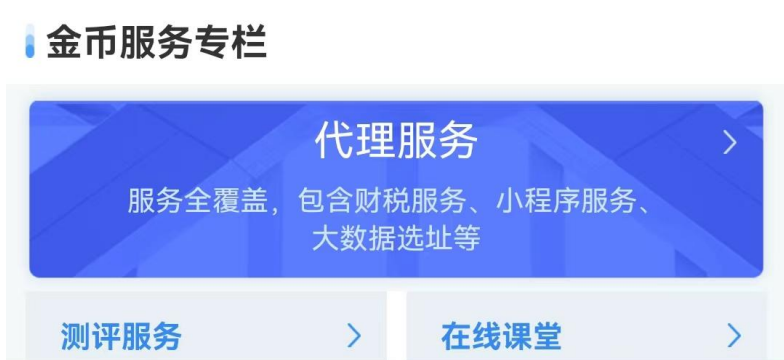 金币服务专栏
代理服务
服务全覆盖，包含财税服务、小程序服务、
大数据选址等
测评服务
在线课堂